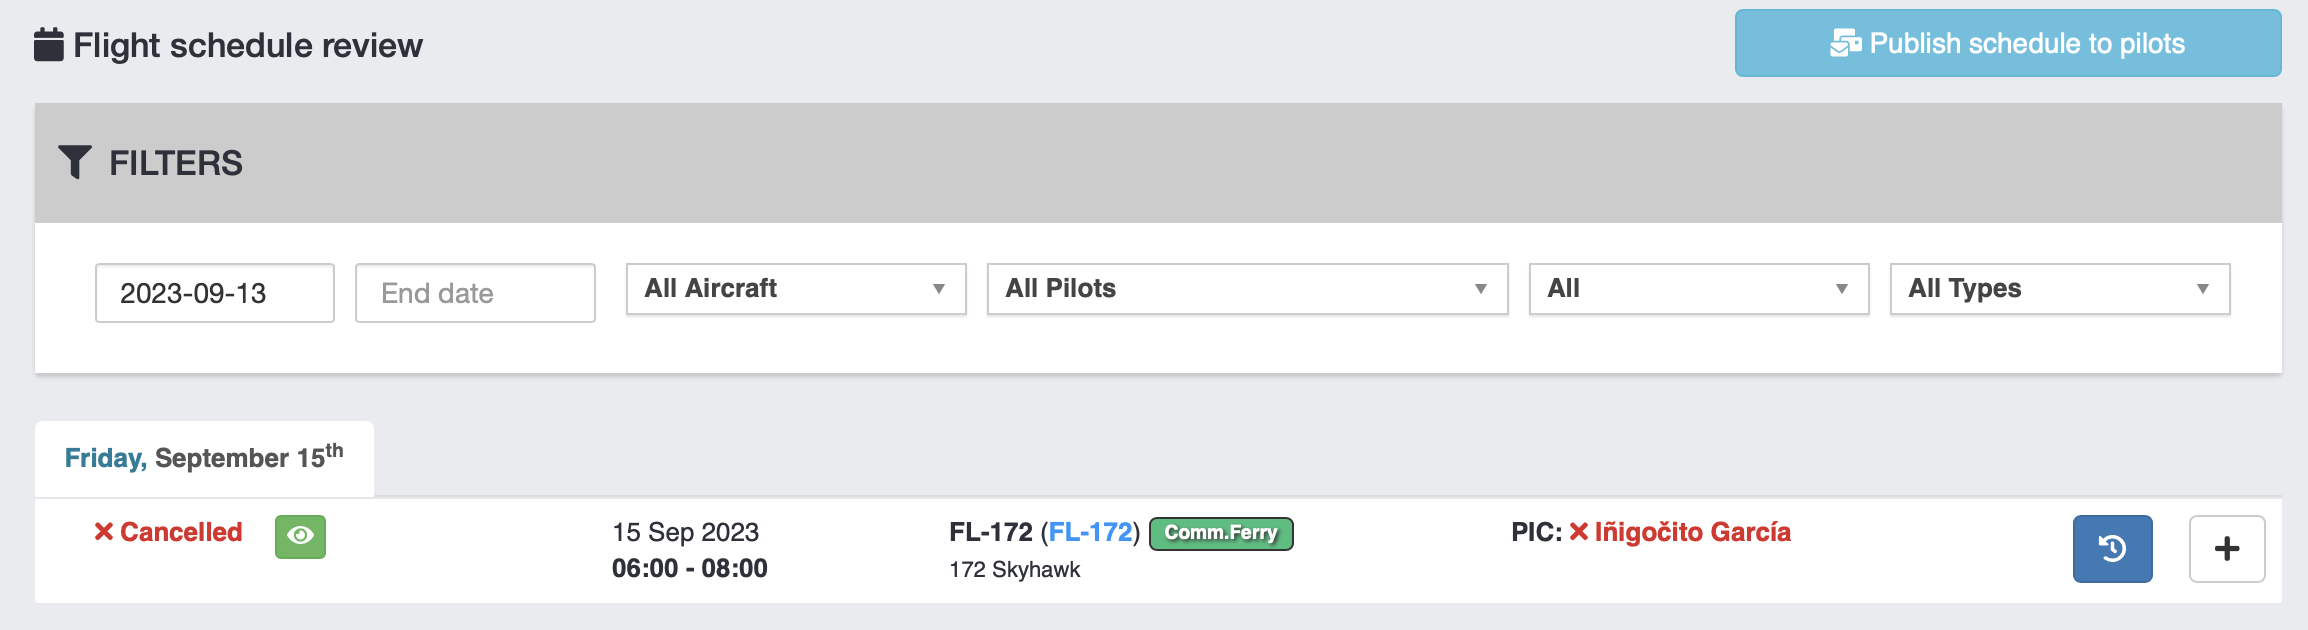 Flight schedule review
Publish schedule to pilots
FILTERS
2023-09-13
End date
All Aircraft
All Pilots
All
All Types
Friday, September 15th
Cancelled
15 Sep 2023
06:00 - 08:00
FL-172 (FL-172) Comm.Ferry
172 Skyhawk
PIC: Iñigočito García